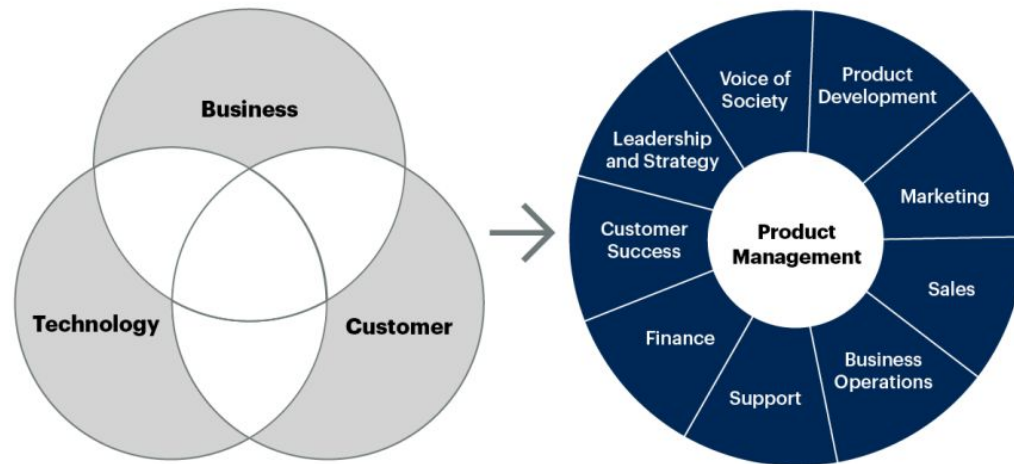 Business
Technology
Customer
Voice of
Society
Product
Development
Marketing
Sales
Business
Operations
Support
Finance
Customer
Success
Leadership
and Strategy
Product
Management